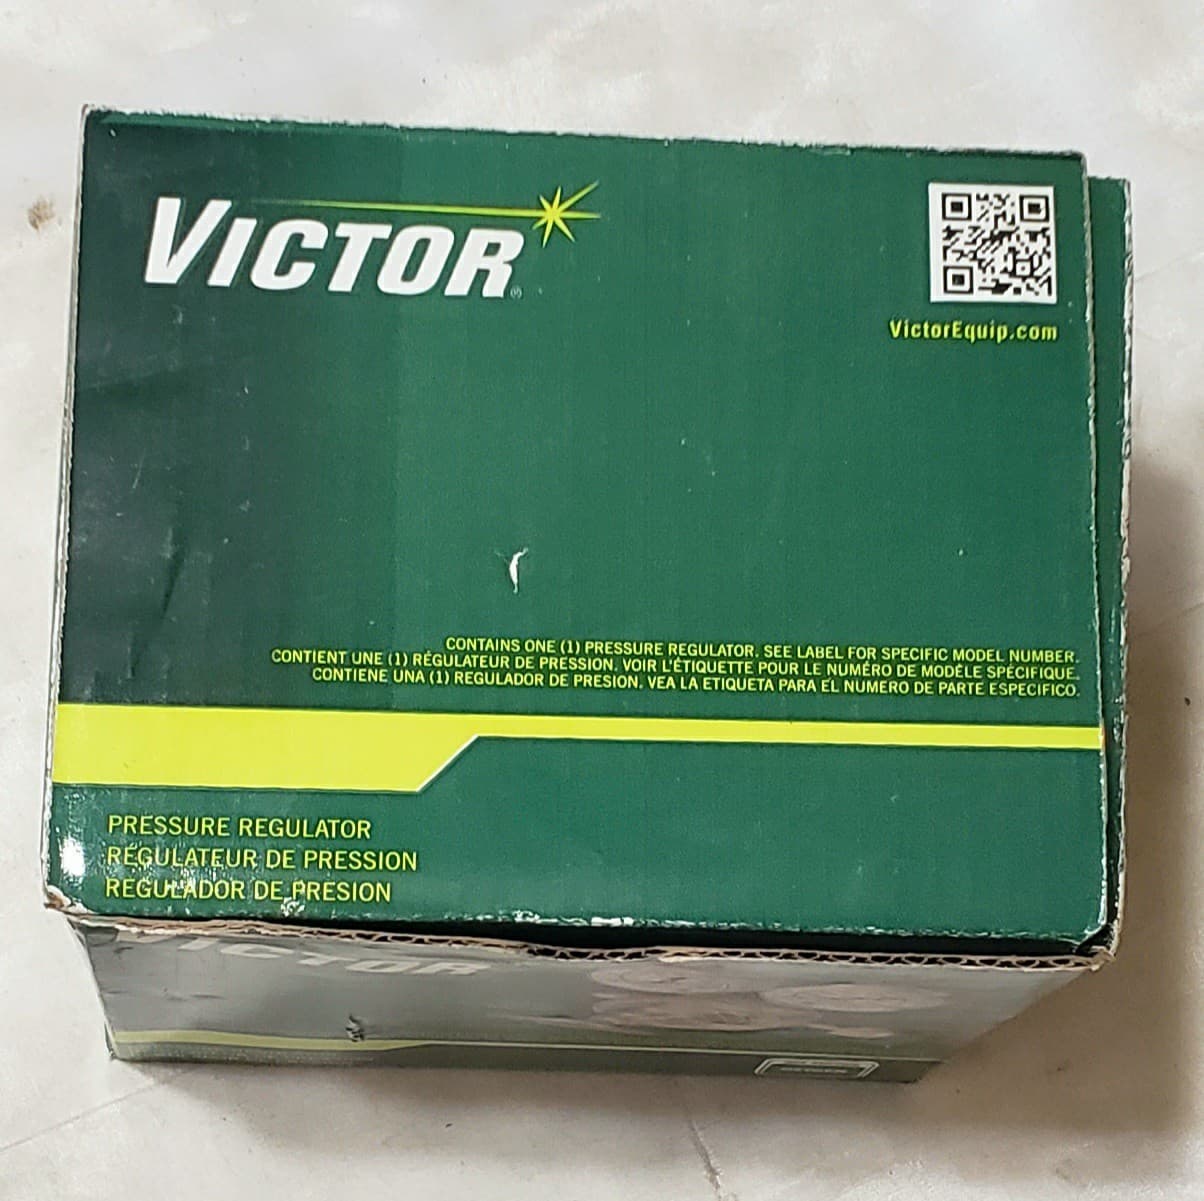 VICTOR®
VictorEquip.com
CONTAINS ONE (1) PRESSURE REGULATOR. SEE LABEL FOR SPECIFIC MODEL NUMBER.
CONTIENT UNE (1) RÉGULATEUR DE PRESSION. VOIR L'ÉTIQUETTE POUR LE NUMÉRO DE MODÈLE SPÉCIFIQUE.
CONTIENE UNA (1) REGULADOR DE PRESION. VEA LA ETIQUETA PARA EL NUMERO DE PARTE ESPECIFICO.
PRESSURE REGULATOR
RÉGULATEUR DE PRESSION
REGULADOR DE PRESION
VICTOR